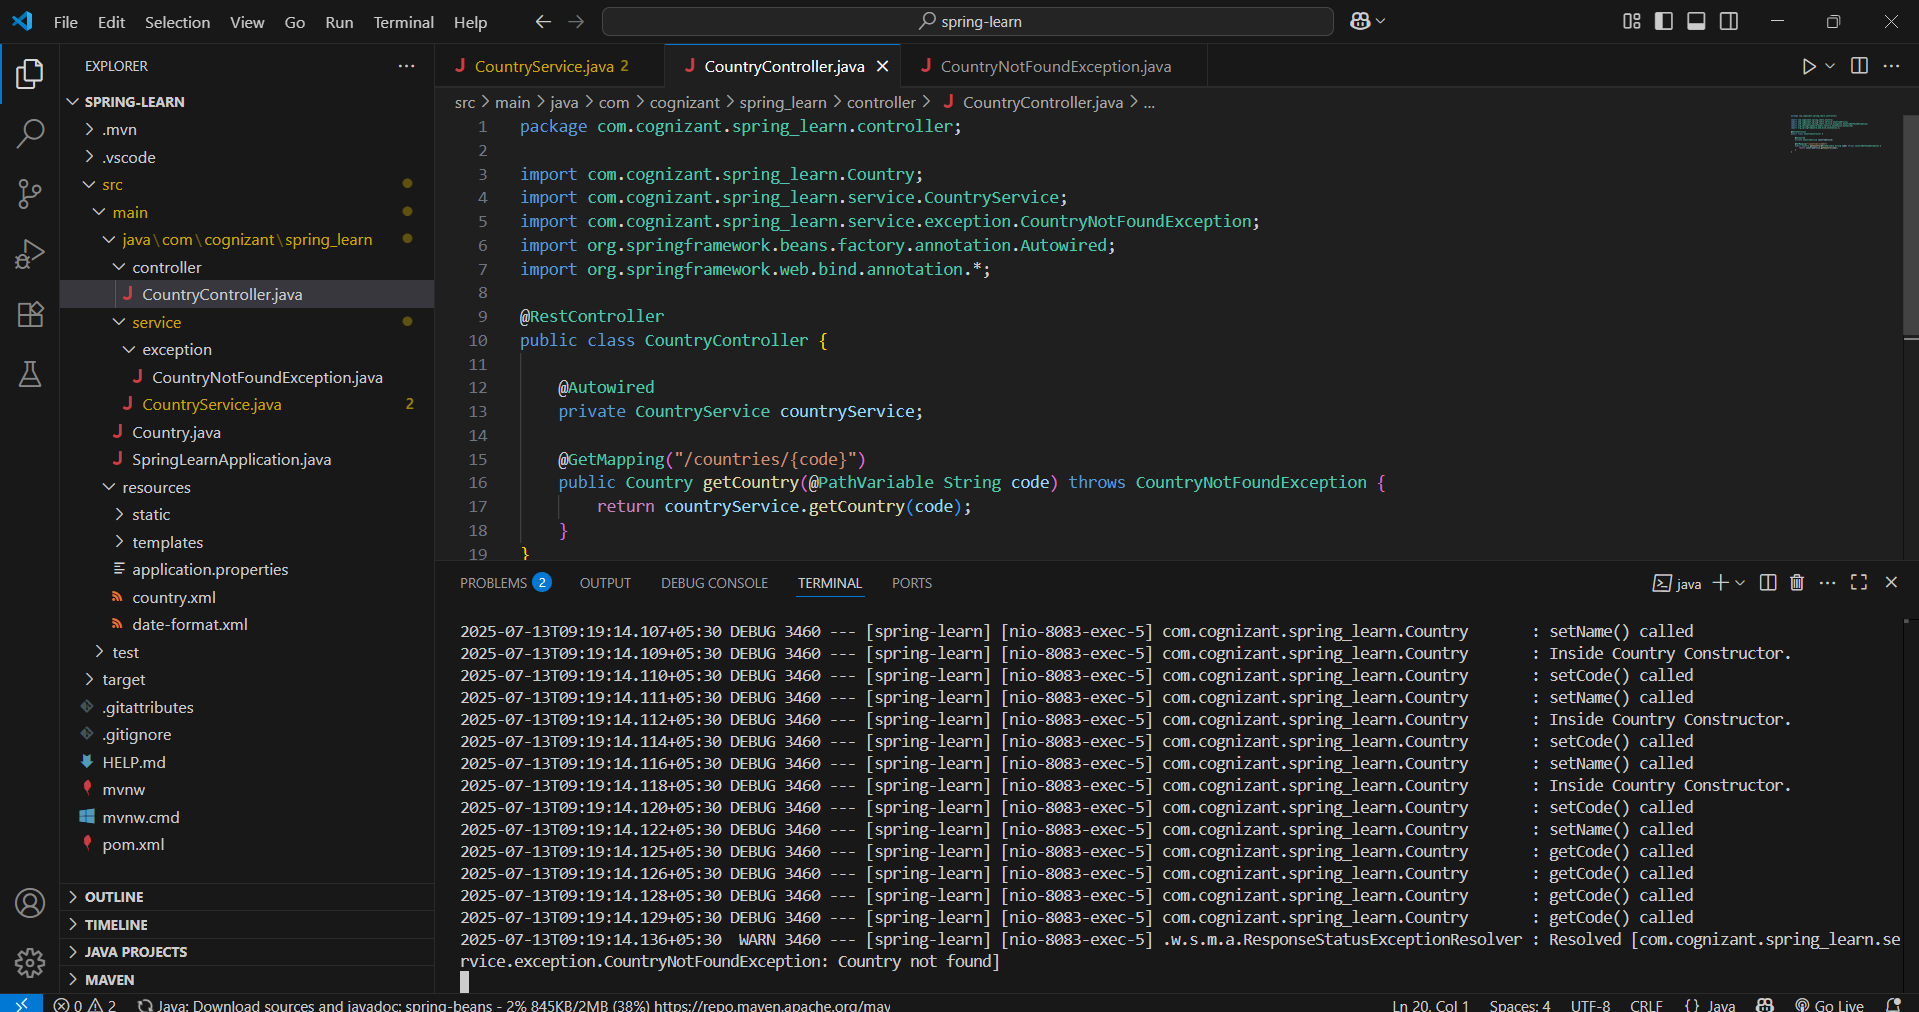 File Edit Selection View Go Run Terminal Help
spring-learn
EXPLORER
SPRING-LEARN
.mvn
.vscode
src
main
java\com\cognizant\spring_learn
controller
CountryController.java
service
exception
CountryNotFoundException.java
CountryService.java 2
Country.java
SpringLearnApplication.java
resources
static
templates
application.properties
country.xml
date-format.xml
test
target
.gitattributes
.gitignore
HELP.md
mvnw
mvnw.cmd
pom.xml
OUTLINE
TIMELINE
JAVA PROJECTS
MAVEN
CountryService.java 2 CountryController.java CountryNotFoundException.java
src > main > java > com > cognizant > spring_learn > controller > CountryController.java > ...
1 package com.cognizant.spring_learn.controller;
2
3 import com.cognizant.spring_learn.Country;
4 import com.cognizant.spring_learn.service.CountryService;
5 import com.cognizant.spring_learn.service.exception.CountryNotFoundException;
6 import org.springframework.beans.factory.annotation.Autowired;
7 import org.springframework.web.bind.annotation.*;
8
9 @RestController
10 public class CountryController {
11
12 @Autowired
13 private CountryService countryService;
14
15 @GetMapping("/countries/{code}")
16 public Country getCountry(@PathVariable String code) throws CountryNotFoundException {
17 return countryService.getCountry(code);
18 }
19 }
PROBLEMS 2 OUTPUT DEBUG CONSOLE TERMINAL PORTS
java
2025-07-13T09:19:14.107+05:30 DEBUG 3460 --- [spring-learn] [nio-8083-exec-5] com.cognizant.spring_learn.Country : setName() called
2025-07-13T09:19:14.109+05:30 DEBUG 3460 --- [spring-learn] [nio-8083-exec-5] com.cognizant.spring_learn.Country : Inside Country Constructor.
2025-07-13T09:19:14.110+05:30 DEBUG 3460 --- [spring-learn] [nio-8083-exec-5] com.cognizant.spring_learn.Country : setCode() called
2025-07-13T09:19:14.111+05:30 DEBUG 3460 --- [spring-learn] [nio-8083-exec-5] com.cognizant.spring_learn.Country : setName() called
2025-07-13T09:19:14.112+05:30 DEBUG 3460 --- [spring-learn] [nio-8083-exec-5] com.cognizant.spring_learn.Country : Inside Country Constructor.
2025-07-13T09:19:14.114+05:30 DEBUG 3460 --- [spring-learn] [nio-8083-exec-5] com.cognizant.spring_learn.Country : setCode() called
2025-07-13T09:19:14.116+05:30 DEBUG 3460 --- [spring-learn] [nio-8083-exec-5] com.cognizant.spring_learn.Country : setName() called
2025-07-13T09:19:14.118+05:30 DEBUG 3460 --- [spring-learn] [nio-8083-exec-5] com.cognizant.spring_learn.Country : Inside Country Constructor.
2025-07-13T09:19:14.120+05:30 DEBUG 3460 --- [spring-learn] [nio-8083-exec-5] com.cognizant.spring_learn.Country : setCode() called
2025-07-13T09:19:14.122+05:30 DEBUG 3460 --- [spring-learn] [nio-8083-exec-5] com.cognizant.spring_learn.Country : setName() called
2025-07-13T09:19:14.125+05:30 DEBUG 3460 --- [spring-learn] [nio-8083-exec-5] com.cognizant.spring_learn.Country : getCode() called
2025-07-13T09:19:14.126+05:30 DEBUG 3460 --- [spring-learn] [nio-8083-exec-5] com.cognizant.spring_learn.Country : getCode() called
2025-07-13T09:19:14.128+05:30 DEBUG 3460 --- [spring-learn] [nio-8083-exec-5] com.cognizant.spring_learn.Country : getCode() called
2025-07-13T09:19:14.129+05:30 DEBUG 3460 --- [spring-learn] [nio-8083-exec-5] com.cognizant.spring_learn.Country : getCode() called
2025-07-13T09:19:14.136+05:30 WARN 3460 --- [spring-learn] [nio-8083-exec-5] .w.s.m.a.ResponseStatusExceptionResolver : Resolved [com.cognizant.spring_learn.se
rvice.exception.CountryNotFoundException: Country not found]
0 2 Java: Download sources and javadoc: spring-beans - 2% 845KB/2MB (38%) https://repo.maven.apache.org/mav Ln 20, Col 1 Spaces: 4 UTF-8 CRLF {} Java Go Live